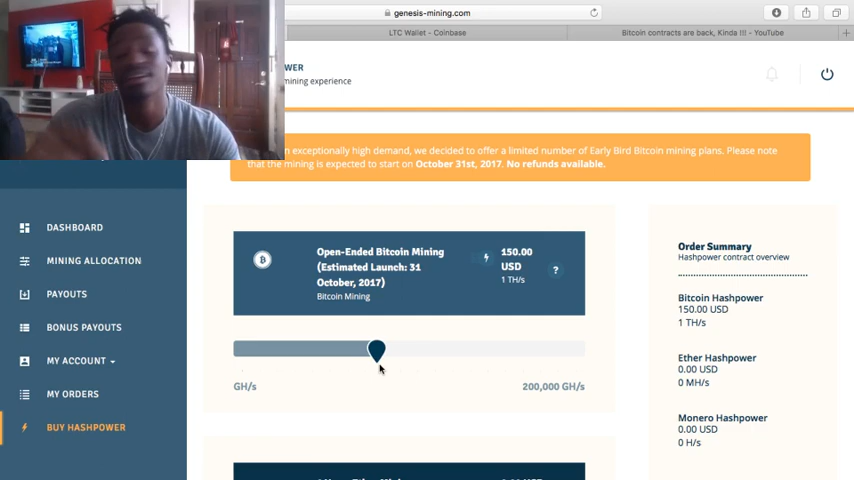 genesis-mining.com
LTC Wallet - Coinbase
Bitcoin contracts are back, Kinda !!! - YouTube
WER
mining experience
exceptionally high demand, we decided to offer a limited number of Early Bird Bitcoin mining plans. Please note
that the mining is expected to start on October 31st, 2017. No refunds available.
DASHBOARD
MINING ALLOCATION
PAYOUTS
BONUS PAYOUTS
MY ACCOUNT
MY ORDERS
BUY HASHPOWER
Open-Ended Bitcoin Mining
(Estimated Launch: 31
October, 2017)
Bitcoin Mining
150.00
USD
1 TH/s
?
GH/s
200,000 GH/s
Order Summary
Hashpower contract overview
Bitcoin Hashpower
150.00 USD
1 TH/s
Ether Hashpower
0.00 USD
0 MH/s
Monero Hashpower
0.00 USD
0 H/s